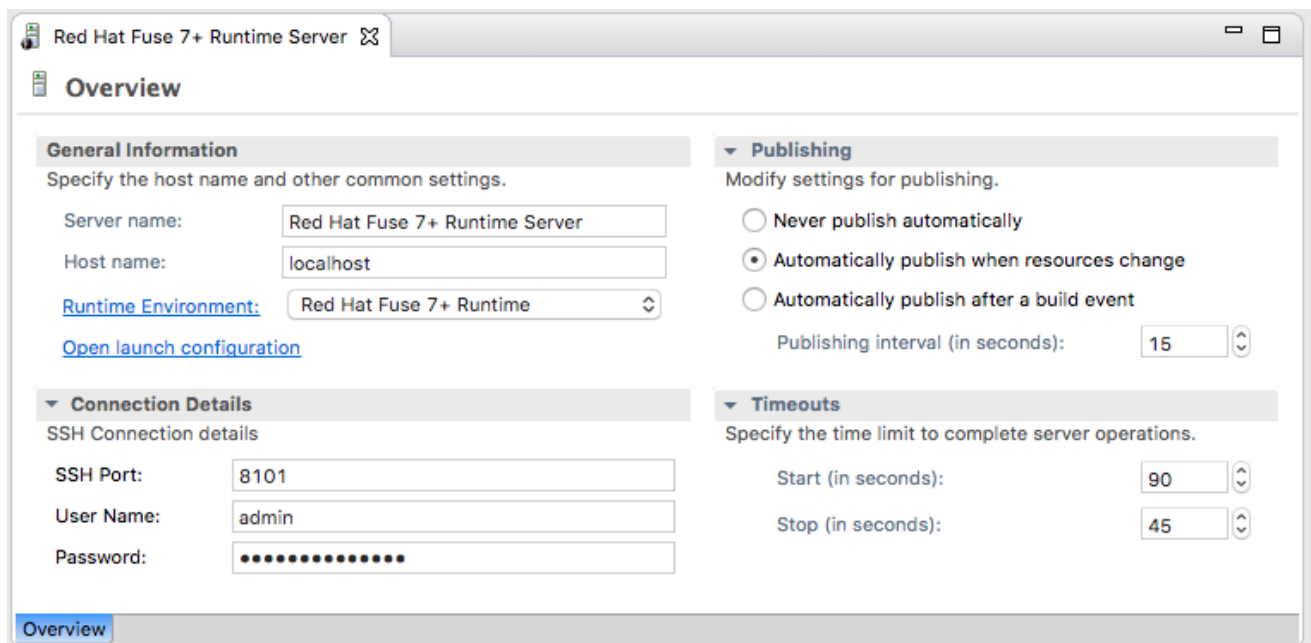 Red Hat Fuse 7+ Runtime Server
Overview
General Information
Specify the host name and other common settings.
Server name: Red Hat Fuse 7+ Runtime Server
Host name: localhost
Runtime Environment: Red Hat Fuse 7+ Runtime
Open launch configuration
Connection Details
SSH Connection details
SSH Port: 8101
User Name: admin
Password: ••••••••••••••
Publishing
Modify settings for publishing.
Never publish automatically
Automatically publish when resources change
Automatically publish after a build event
Publishing interval (in seconds): 15
Timeouts
Specify the time limit to complete server operations.
Start (in seconds): 90
Stop (in seconds): 45
Overview